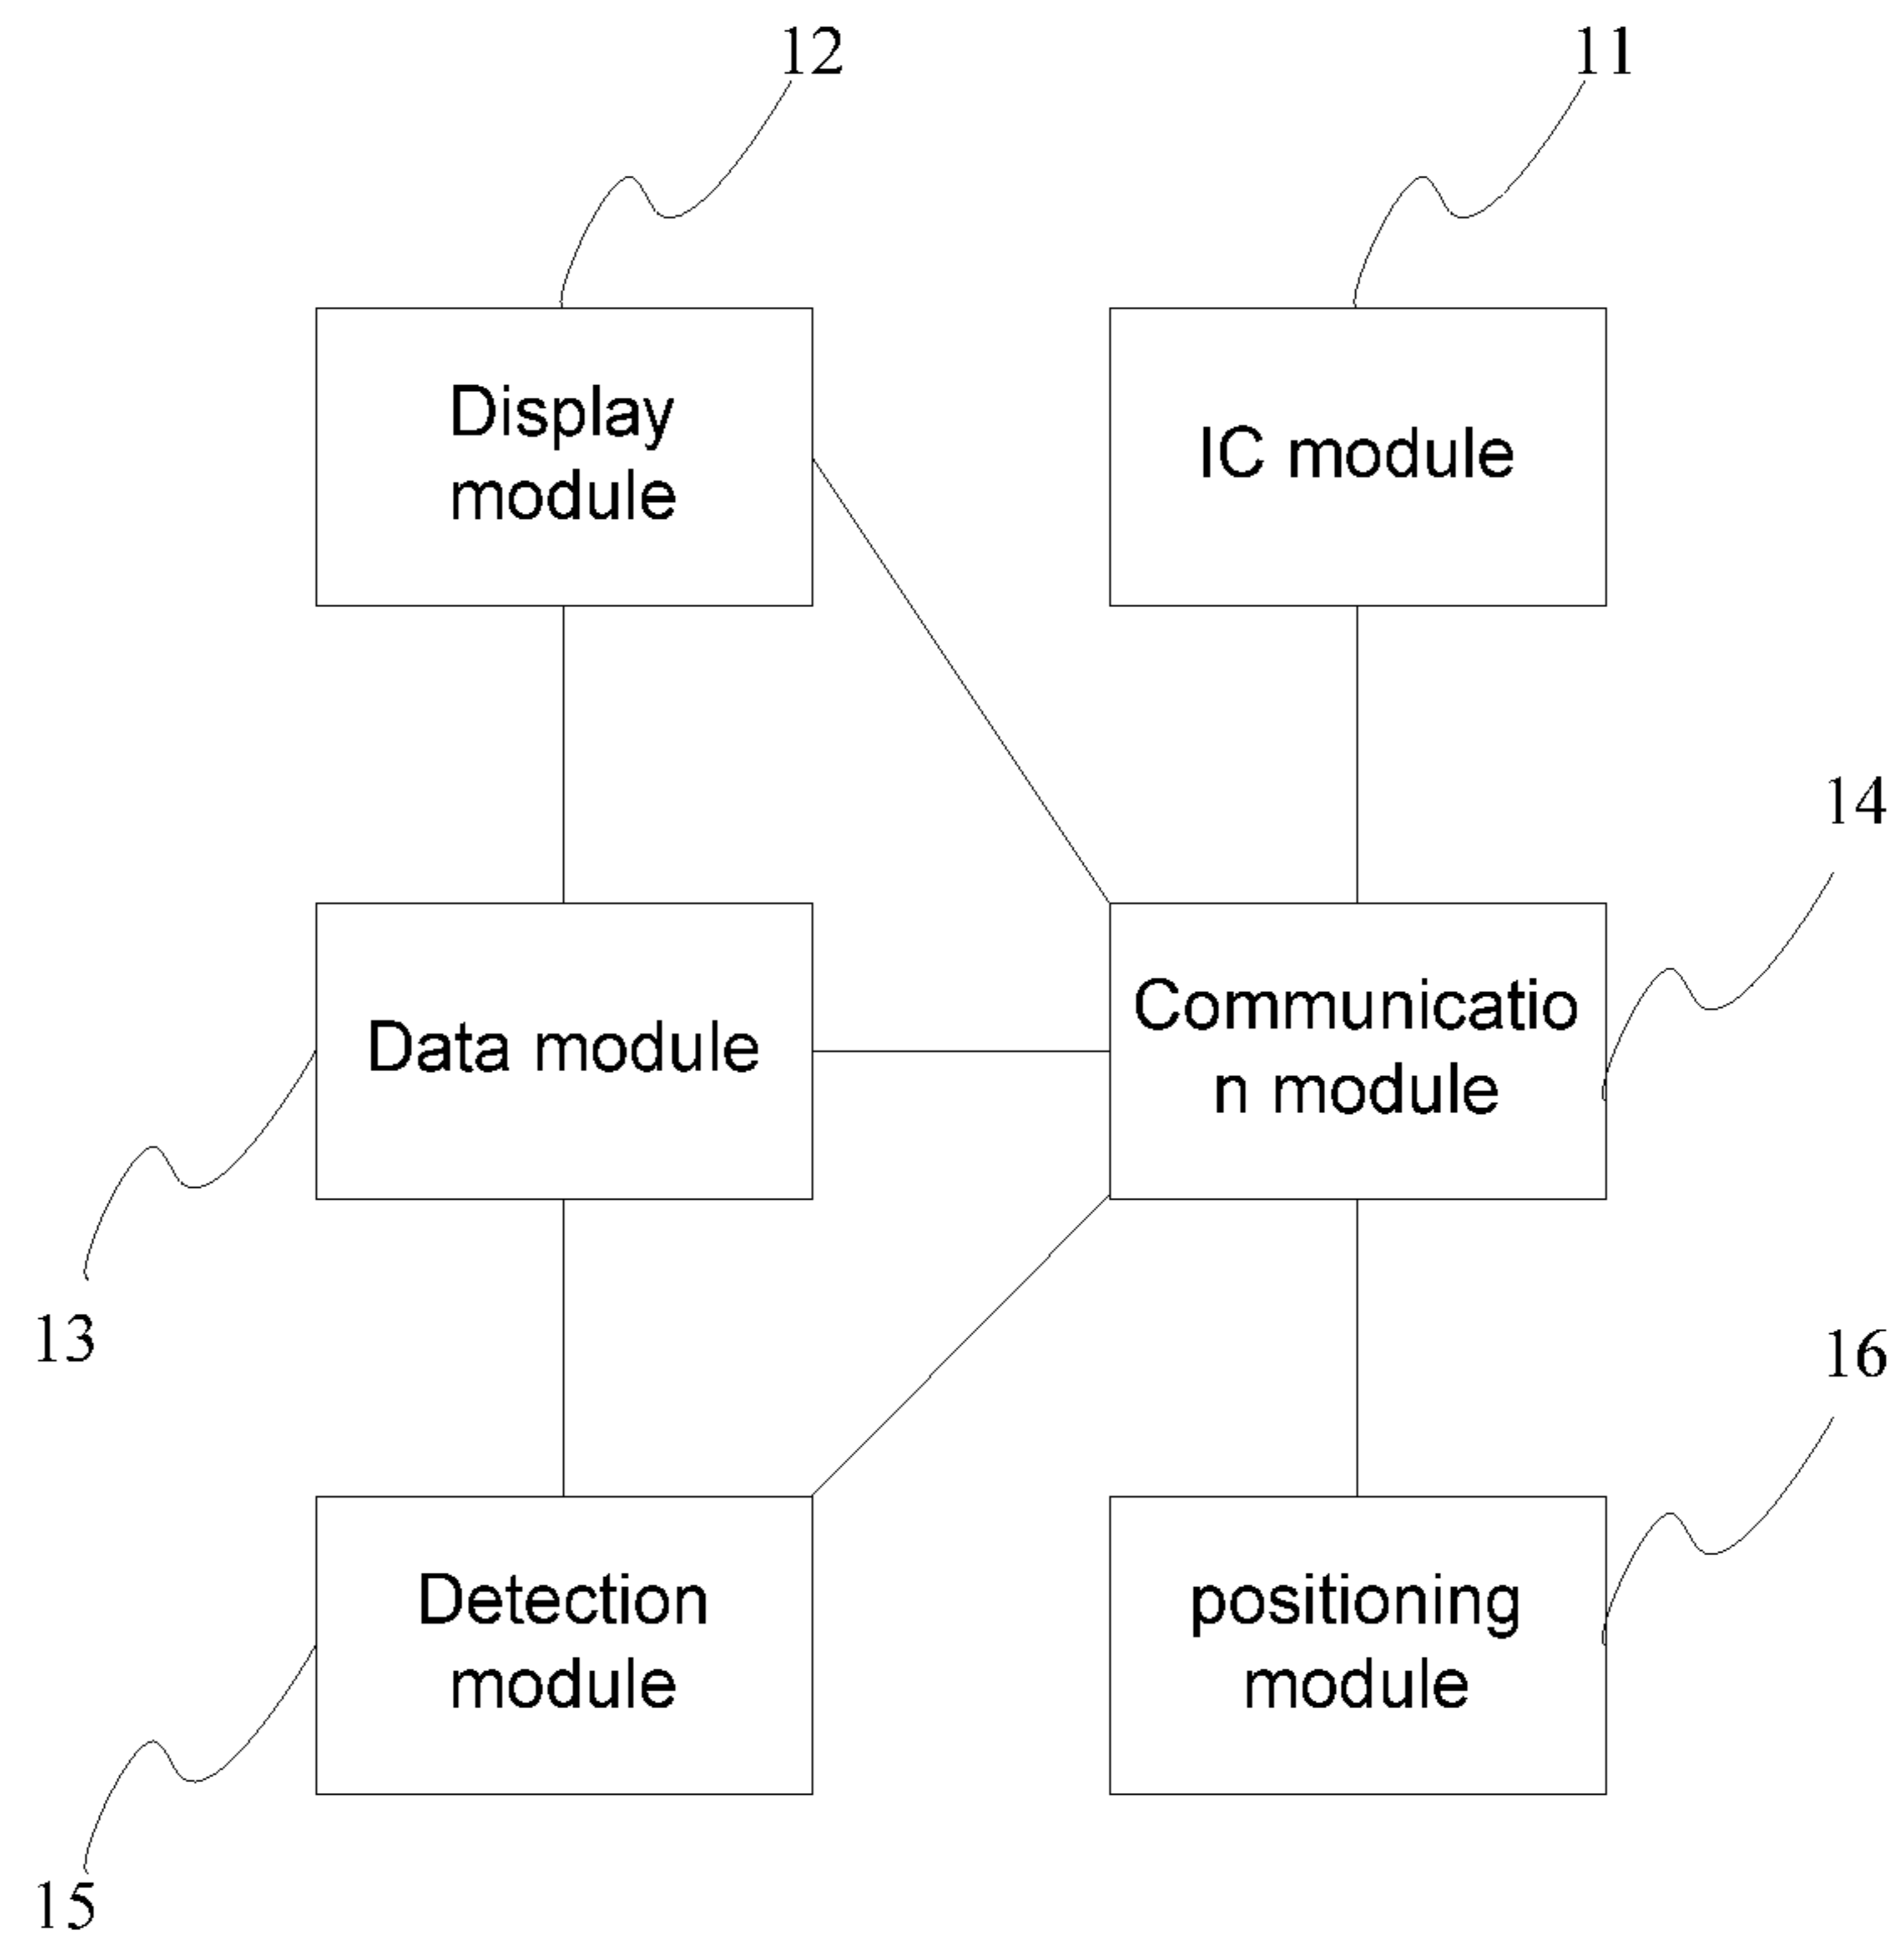 12
11
Display
module
IC module
14
Data module
Communicatio
n module
13
16
Detection
module
positioning
module
15